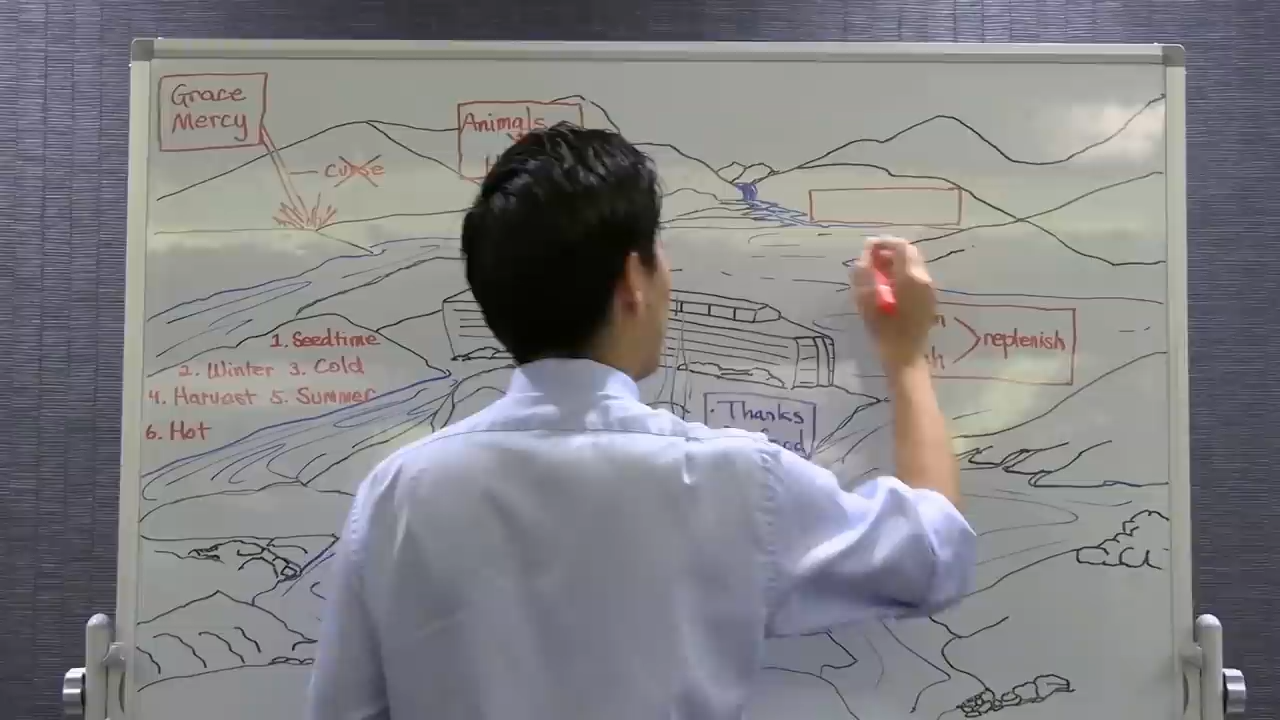 Grace
Mercy
curse
Animals
1. Seedtime
2. Winter 3. Cold
4. Harvest 5. Summer
6. Hot
replenish
· Thanks